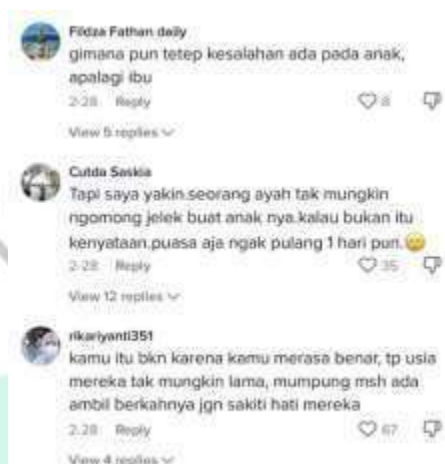 Fildza Fathan daily
gimana pun tetep kesalahan ada pada anak,
apalagi ibu
2-28 Reply 8
View 5 replies
Cutda Saskia
Tapi saya yakin.seorang ayah tak mungkin
ngomong jelek buat anak nya.kalau bukan itu
kenyataan.puasa aja ngak pulang 1 hari pun.😕
2-28 Reply 35
View 12 replies
rikariyanti351
kamu itu bkn karena kamu merasa benar, tp usia
mereka tak mungkin lama, mumpung msh ada
ambil berkahnya jgn sakiti hati mereka
2-28 Reply 67
View 4 replies